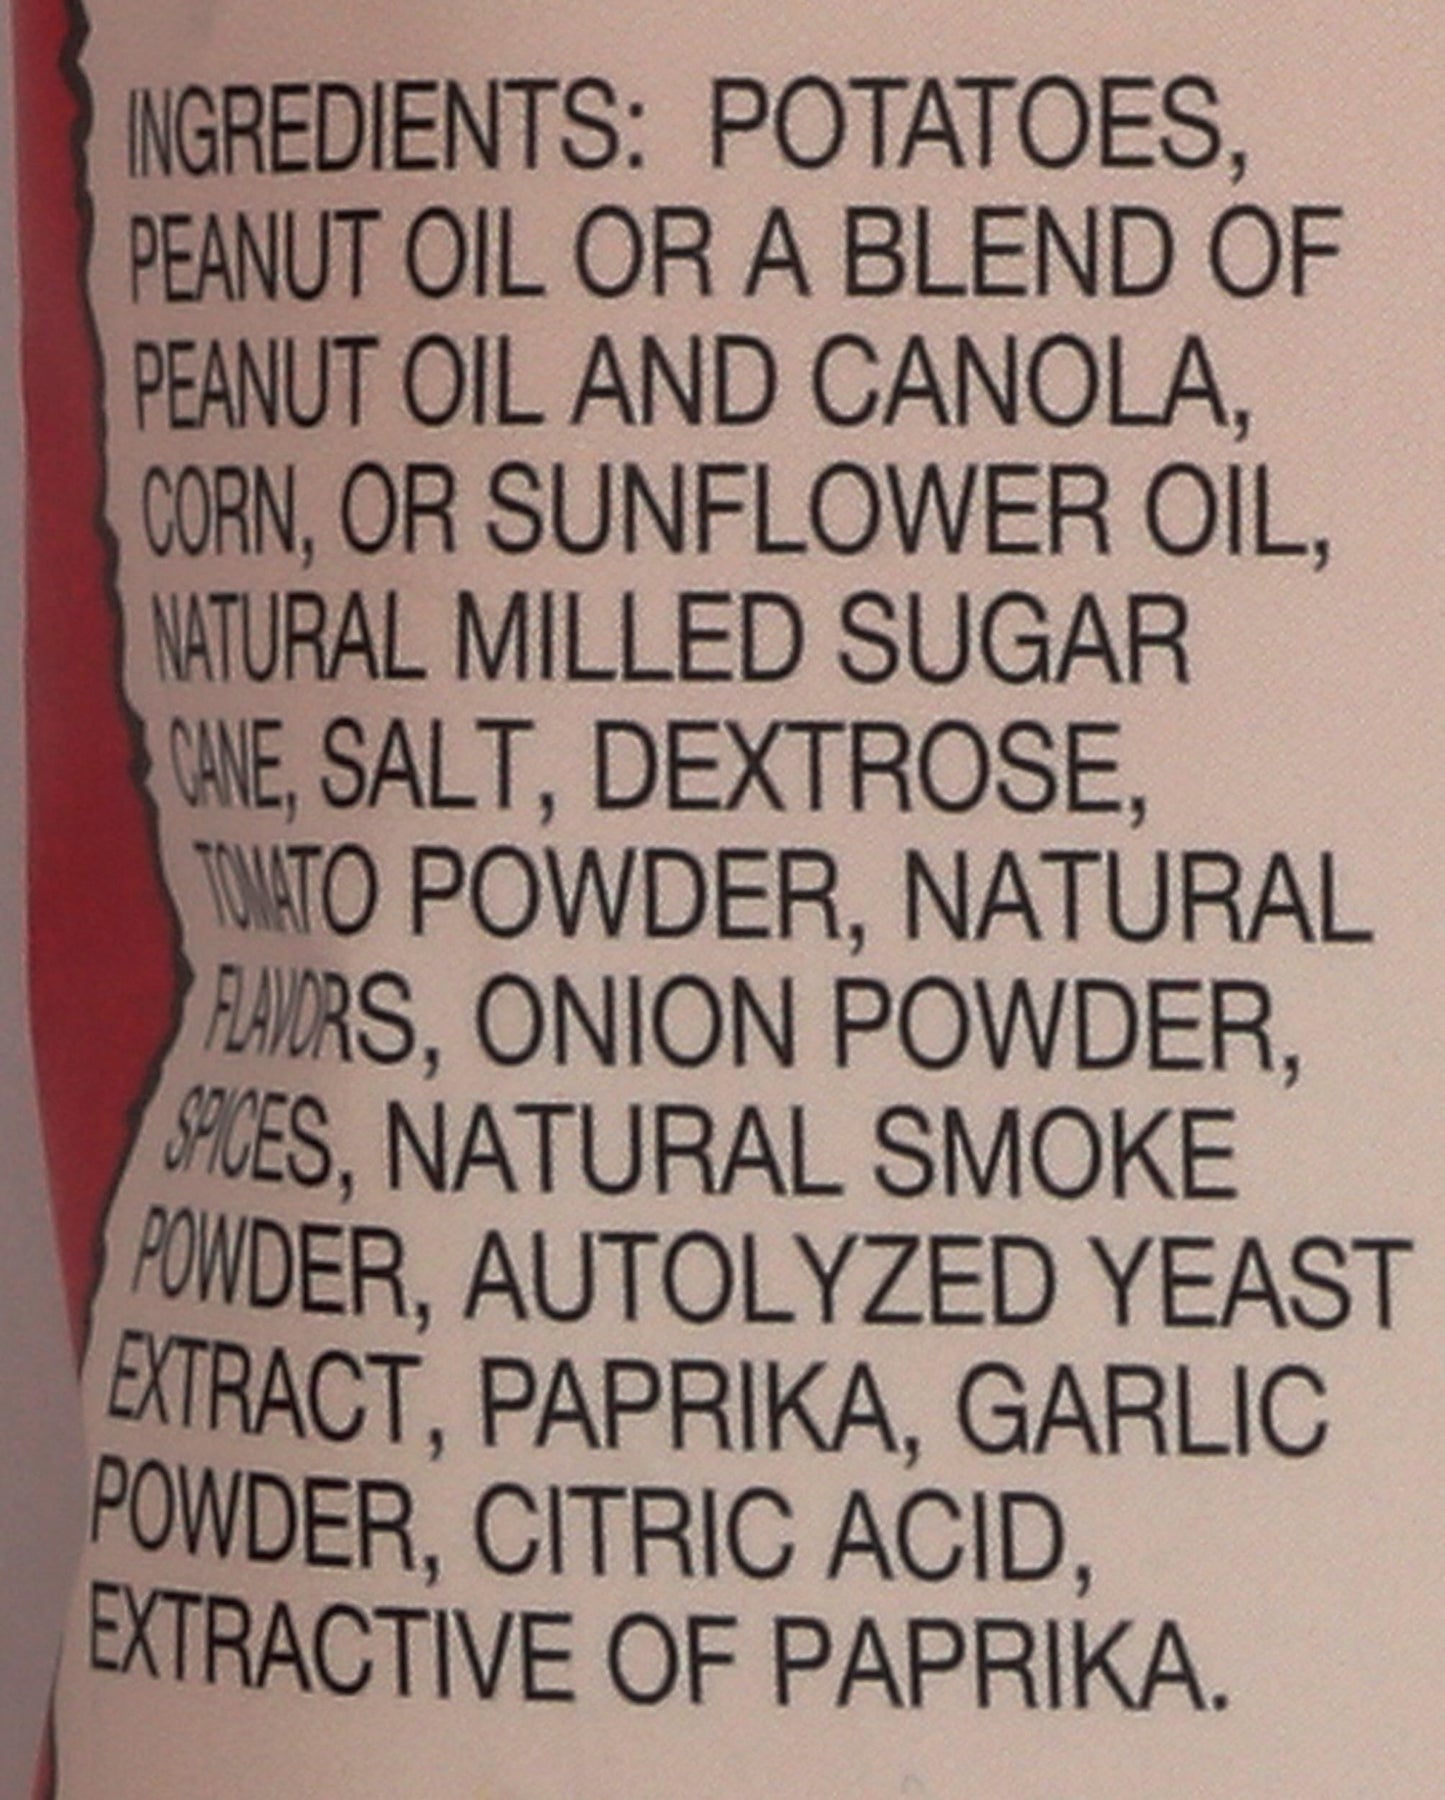 INGREDIENTS: POTATOES,
PEANUT OIL OR A BLEND OF
PEANUT OIL AND CANOLA,
CORN, OR SUNFLOWER OIL,
NATURAL MILLED SUGAR
CANE, SALT, DEXTROSE,
TOMATO POWDER, NATURAL
FLAVORS, ONION POWDER,
SPICES, NATURAL SMOKE
POWDER, AUTOLYZED YEAST
EXTRACT, PAPRIKA, GARLIC
POWDER, CITRIC ACID,
EXTRACTIVE OF PAPRIKA.